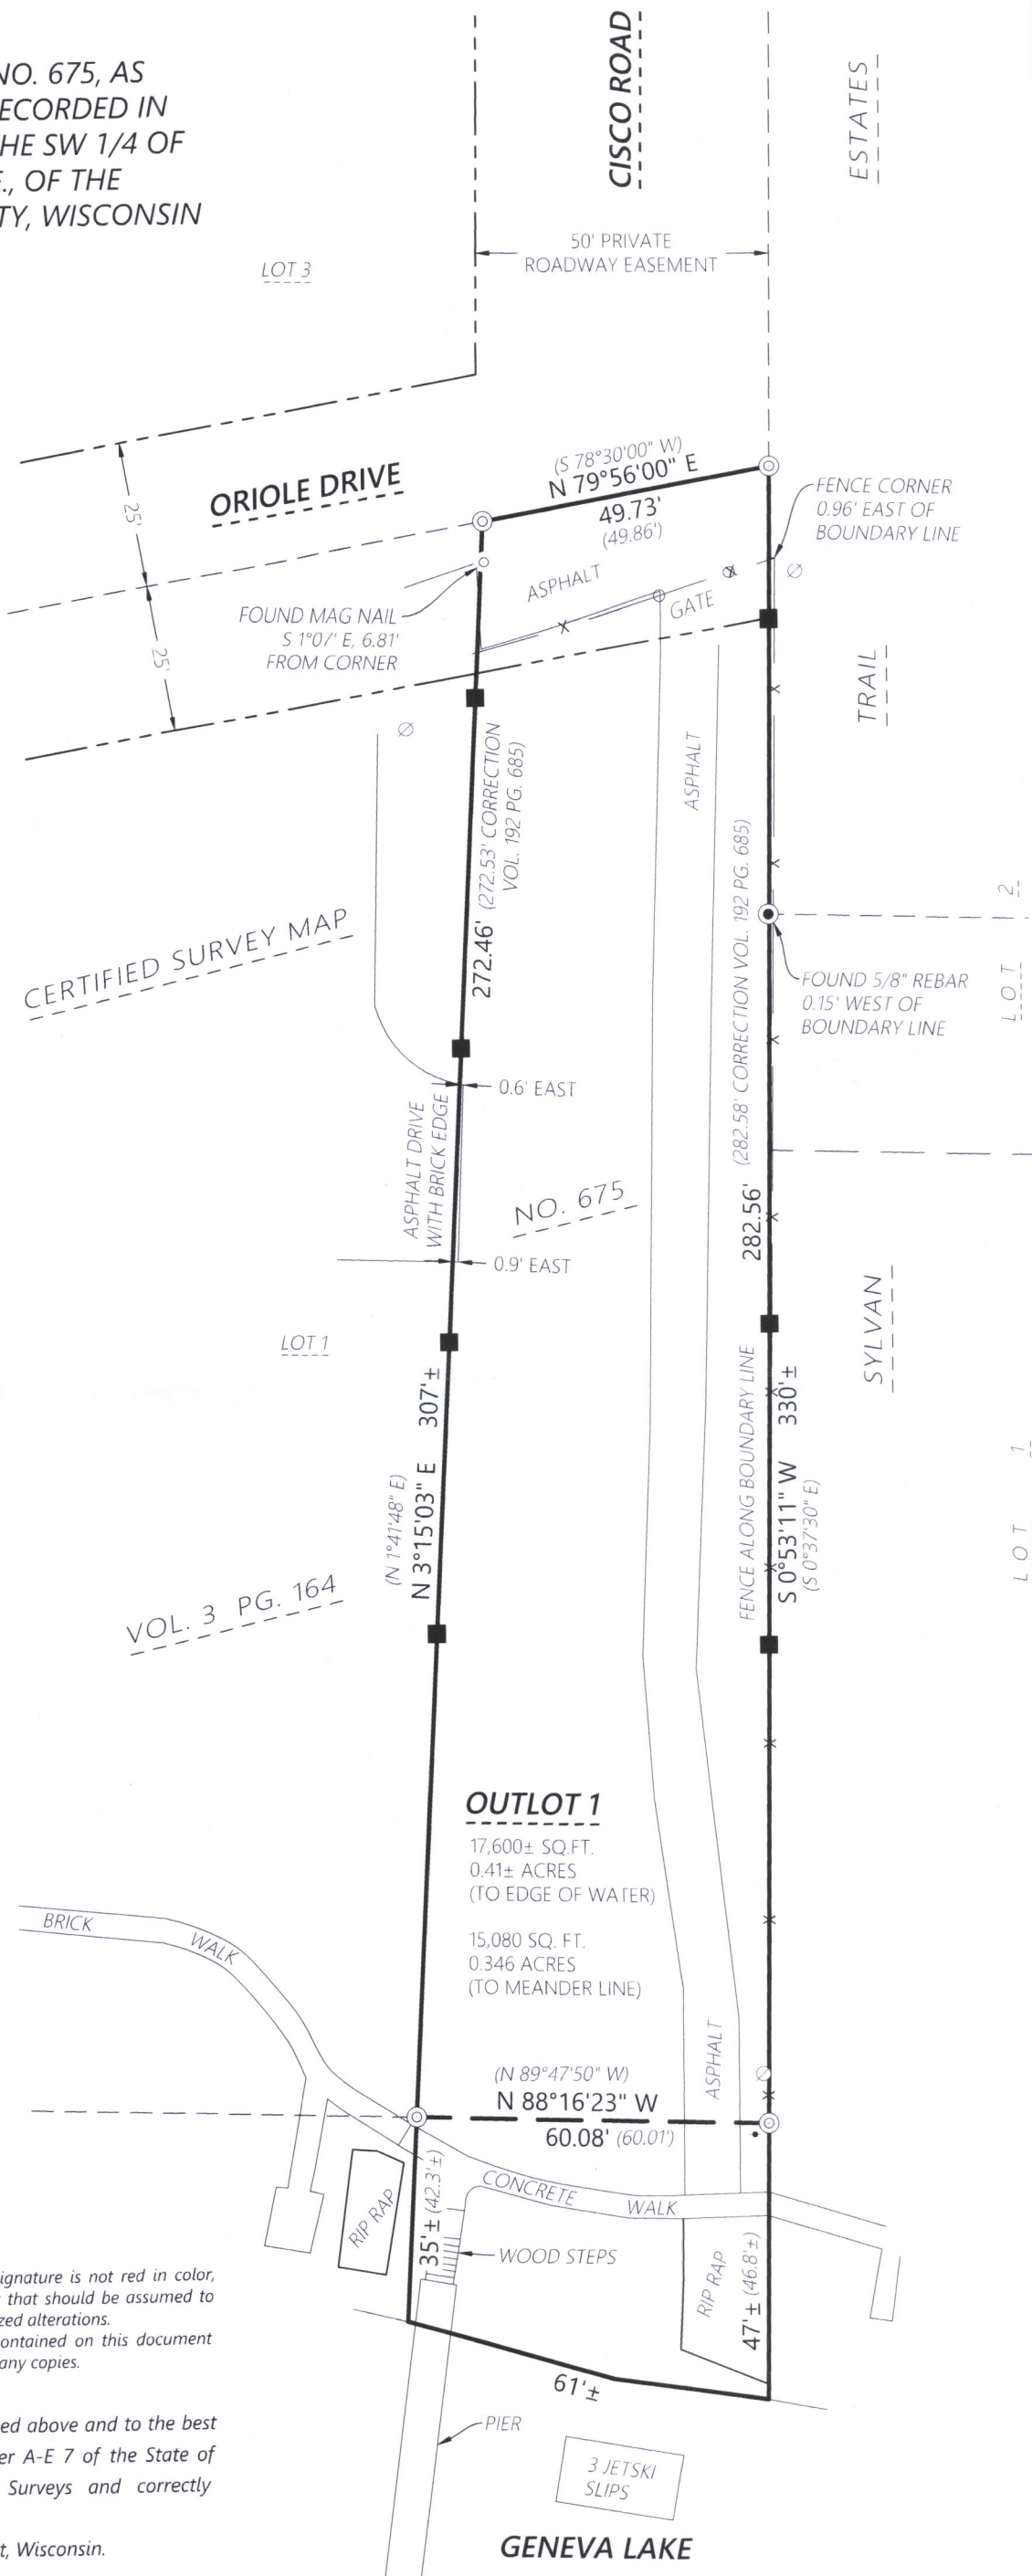 NO. 675, AS
ECORDED IN
HE SW 1/4 OF
E., OF THE
TY, WISCONSIN
CISCO ROAD
ESTATES
LOT 3
50' PRIVATE
ROADWAY EASEMENT
ORIOLE DRIVE
25'
25'
(S 78°30'00" W)
N 79°56'00" E
49.73'
(49.86')
FENCE CORNER
0.96' EAST OF
BOUNDARY LINE
ASPHALT
GATE
FOUND MAG NAIL
S 1°07' E, 6.81'
FROM CORNER
TRAIL
272.46' (272.53' CORRECTION
VOL. 192 PG. 685)
ASPHALT
282.56' (282.58' CORRECTION VOL. 192 PG. 685)
LOT 2
CERTIFIED SURVEY MAP
FOUND 5/8" REBAR
0.15' WEST OF
BOUNDARY LINE
0.6' EAST
ASPHALT DRIVE
WITH BRICK EDGE
NO. 675
0.9' EAST
SYLVAN
LOT 1
(N 1°41'48" E)
N 3°15'03" E 307'±
FENCE ALONG BOUNDARY LINE
S 0°53'11" W 330'±
(S 0°37'30" E)
LOT 1
VOL. 3 PG. 164
OUTLOT 1
17,600± SQ.FT.
0.41± ACRES
(TO EDGE OF WATER)
15,080 SQ. FT.
0.346 ACRES
(TO MEANDER LINE)
BRICK
WALK
ASPHALT
(N 89°47'50" W)
N 88°16'23" W
60.08' (60.01')
RIP RAP
35'± (42.3'±)
CONCRETE
WALK
WOOD STEPS
RIP RAP
47'± (46.8'±)
61'±
PIER
3 JETSKI
SLIPS
GENEVA LAKE
ignature is not red in color,
that should be assumed to
zed alterations.
ontained on this document
any copies.
ed above and to the best
er A-E 7 of the State of
Surveys and correctly
t, Wisconsin.